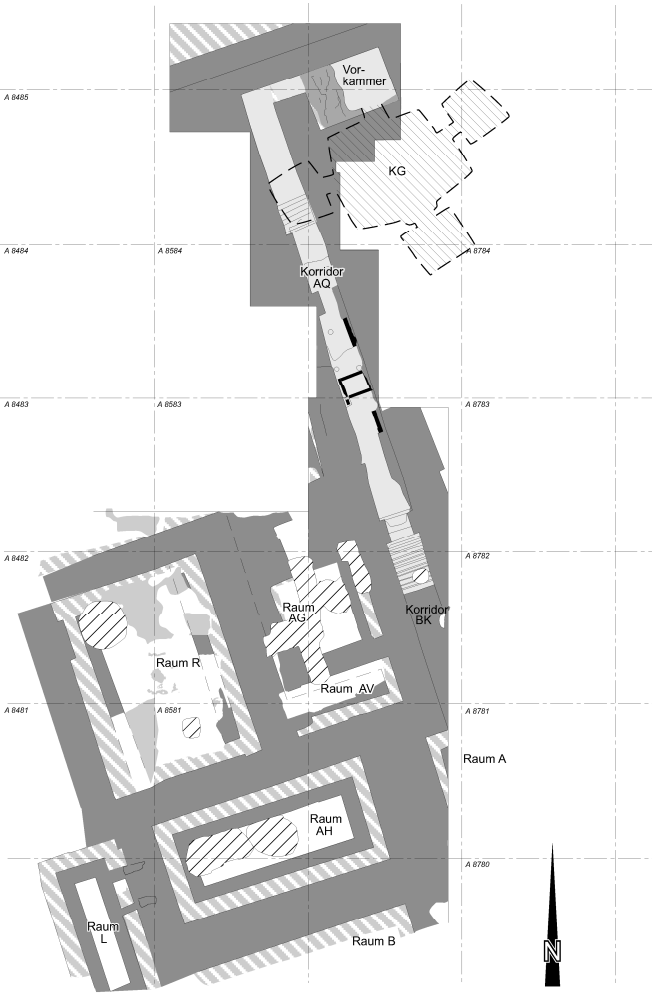 Vor-
kammer
A 8485
KG
A 8484
A 8584
A 8784
Korridor
AQ
A 8483
A 8583
A 8783
A 8482
A 8782
Raum
AG
Korridor
BK
Raum R
Raum AV
A 8481
A 8581
A 8781
Raum A
Raum
AH
A 8780
Raum
L
Raum B
N